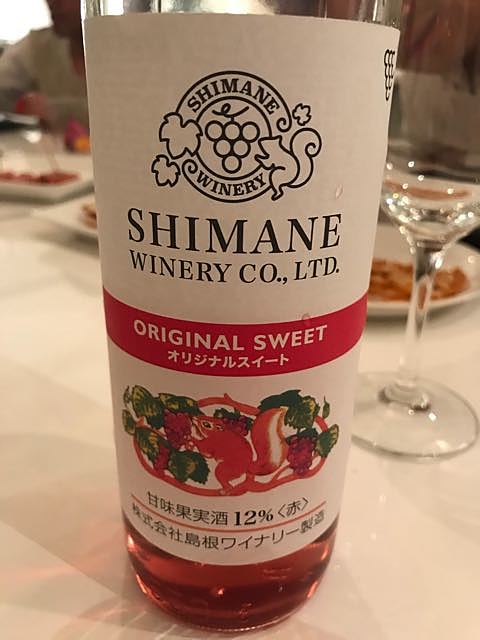 SHIMANE
WINERY
SHIMANE
WINERY CO., LTD.
ORIGINAL SWEET
オリジナルスイート
甘味果実酒 12%〈赤〉
株式会社島根ワイナリー製造